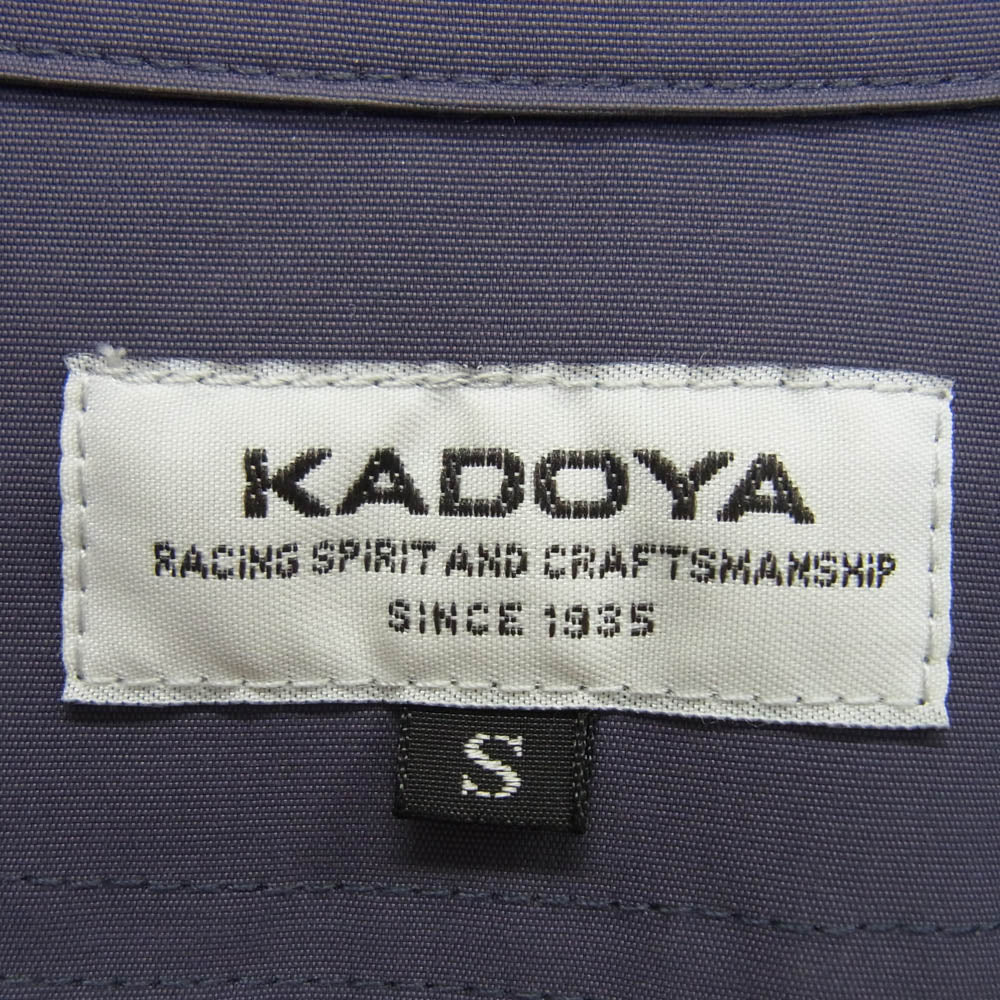 KADOYA
RACING SPIRIT AND CRAFTSMANSHIP
SINCE 1935
S